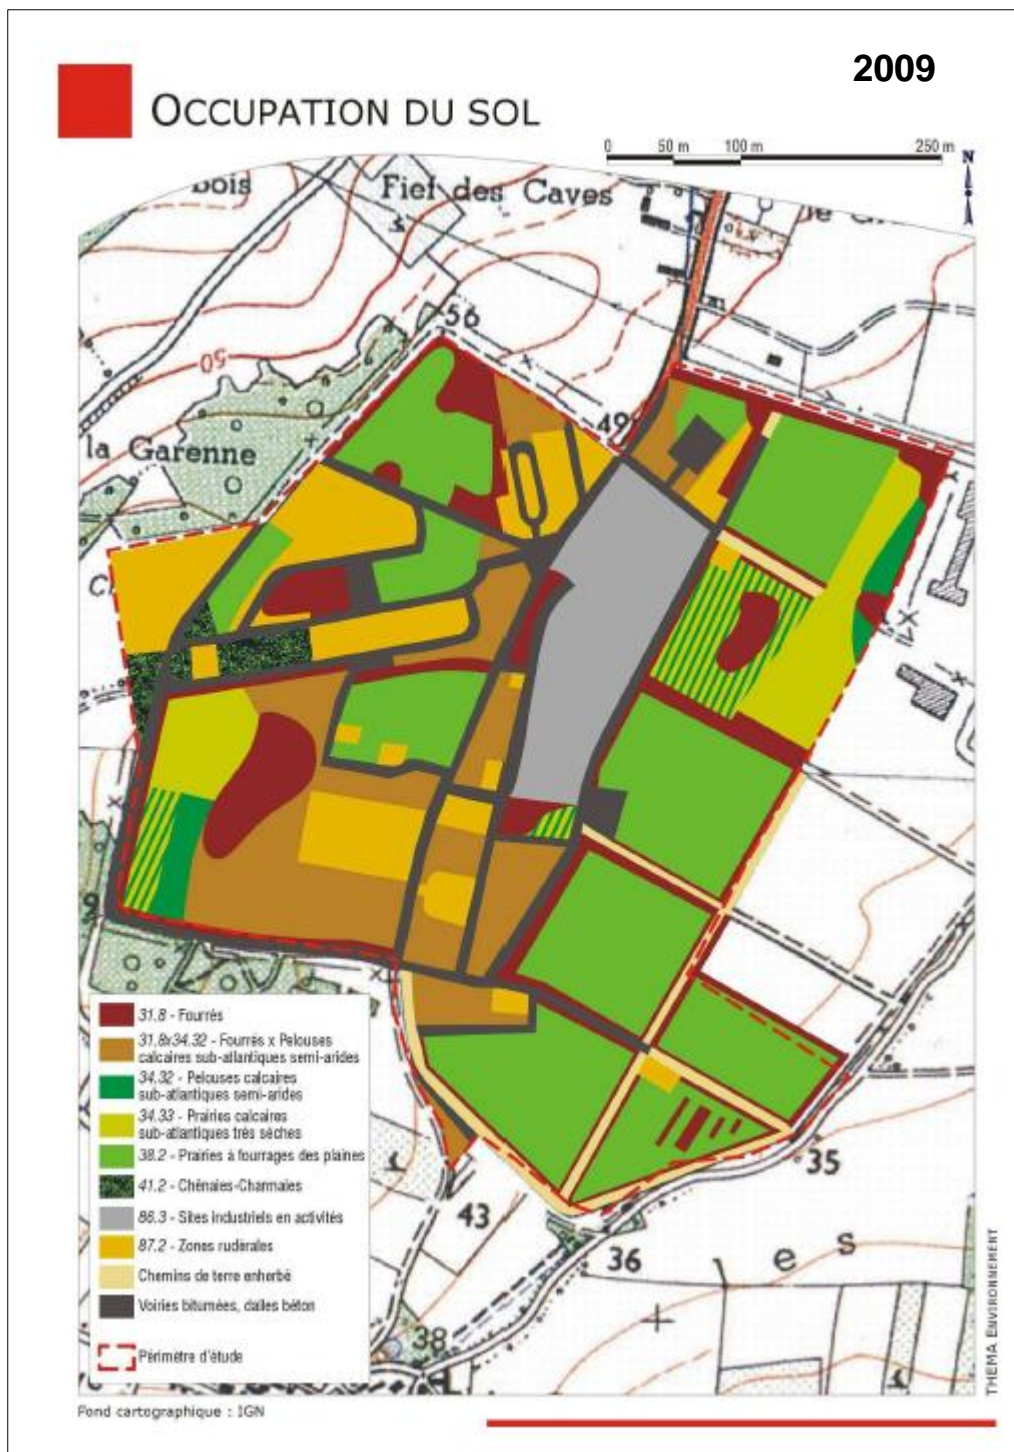 2009
OCCUPATION DU SOL
0 50 m 100 m 250 m
N
bois
Fief des Caves
56
50
49
la Garenne
9
31.8 - Fourrés
31.8x34.32 - Fourrés x Pelouses
calcaires sub-atlantiques semi-arides
34.32 - Pelouses calcaires
sub-atlantiques semi-arides
34.33 - Prairies calcaires
sub-atlantiques très sèches
38.2 - Prairies à fourrages des plaines
41.2 - Chênaies-Charmaies
86.3 - Sites industriels en activités
87.2 - Zones rudérales
Chemins de terre enherbé
Voiries bitumées, dalles béton
Périmètre d'étude
35
43
36
es
38
THEMA ENVIRONNEMENT
Fond cartographique : IGN